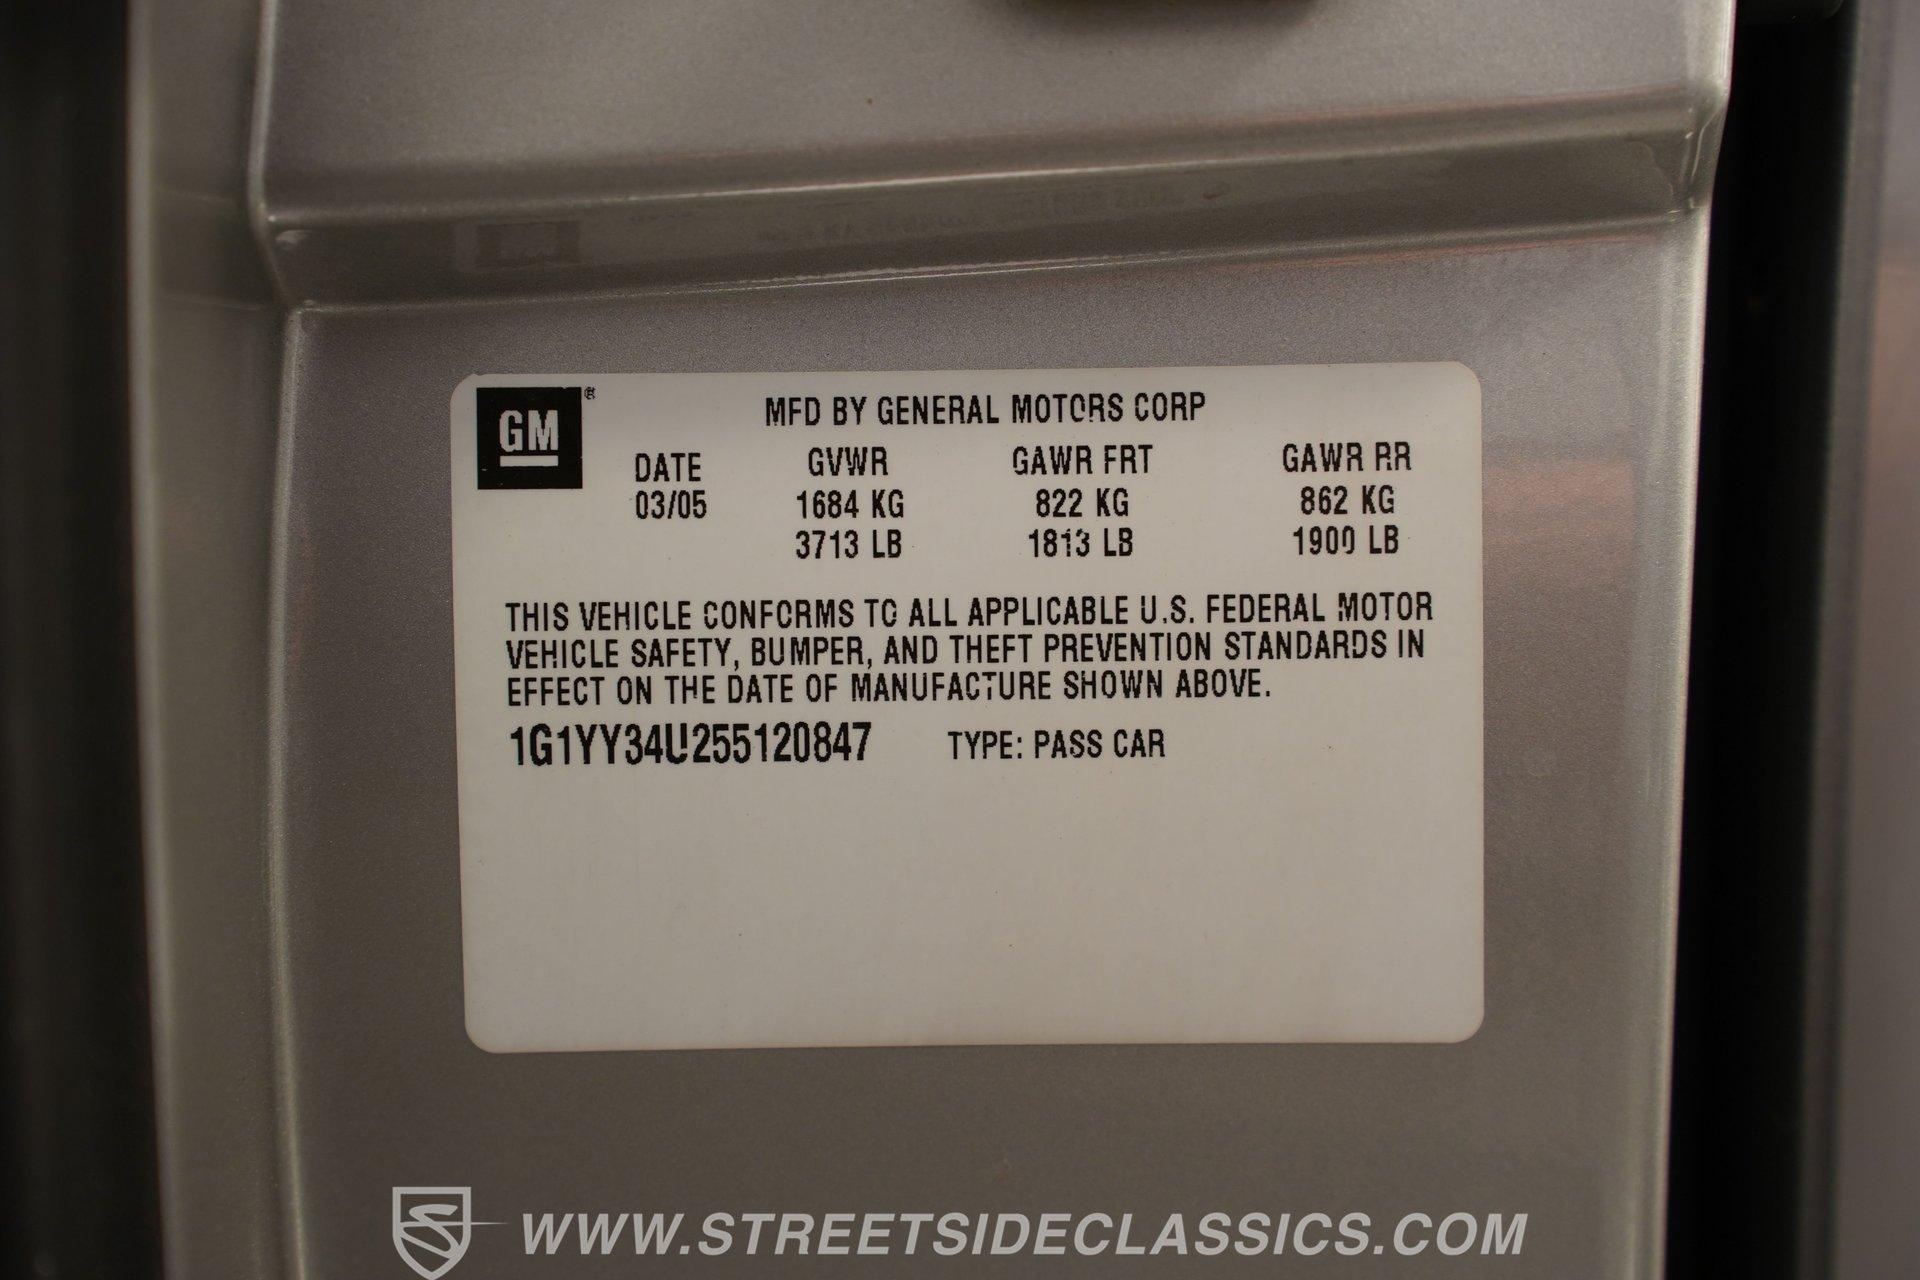 GM ®
MFD BY GENERAL MOTORS CORP
DATE GVWR GAWR FRT GAWR RR
03/05 1684 KG 822 KG 862 KG
3713 LB 1813 LB 1900 LB
THIS VEHICLE CONFORMS TO ALL APPLICABLE U.S. FEDERAL MOTOR
VEHICLE SAFETY, BUMPER, AND THEFT PREVENTION STANDARDS IN
EFFECT ON THE DATE OF MANUFACTURE SHOWN ABOVE.
1G1YY34U255120847 TYPE: PASS CAR
WWW.STREETSIDECLASSICS.COM